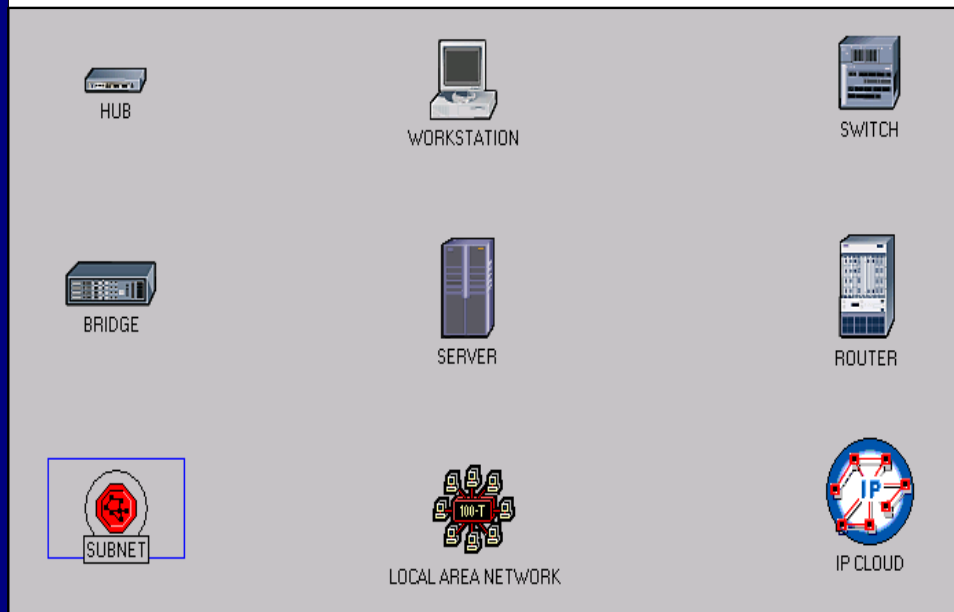 HUB
WORKSTATION
SWITCH
BRIDGE
SERVER
ROUTER
SUBNET
100-T
LOCAL AREA NETWORK
IP
IP CLOUD